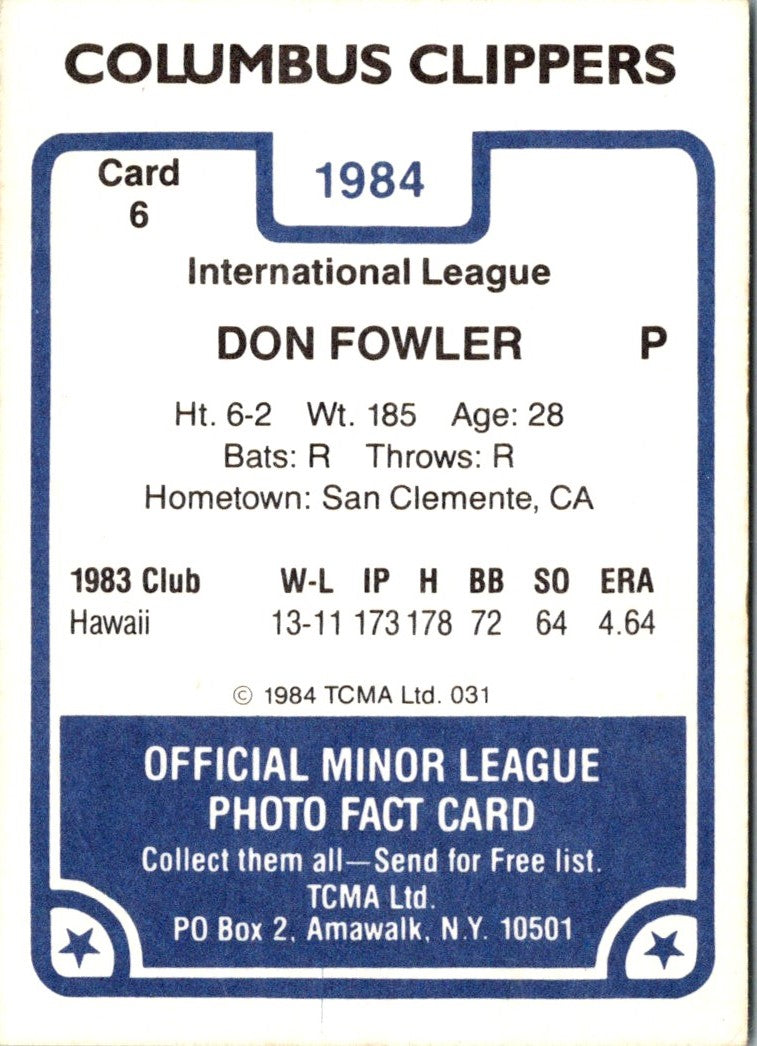 COLUMBUS CLIPPERS
Card
6
1984
International League
DON FOWLER P
Ht. 6-2 Wt. 185 Age: 28
Bats: R Throws: R
Hometown: San Clemente, CA
1983 Club W-L IP H BB SO ERA
Hawaii 13-11 173 178 72 64 4.64
© 1984 TCMA Ltd. 031
OFFICIAL MINOR LEAGUE
PHOTO FACT CARD
Collect them all—Send for Free list.
TCMA Ltd.
PO Box 2, Amawalk, N.Y. 10501